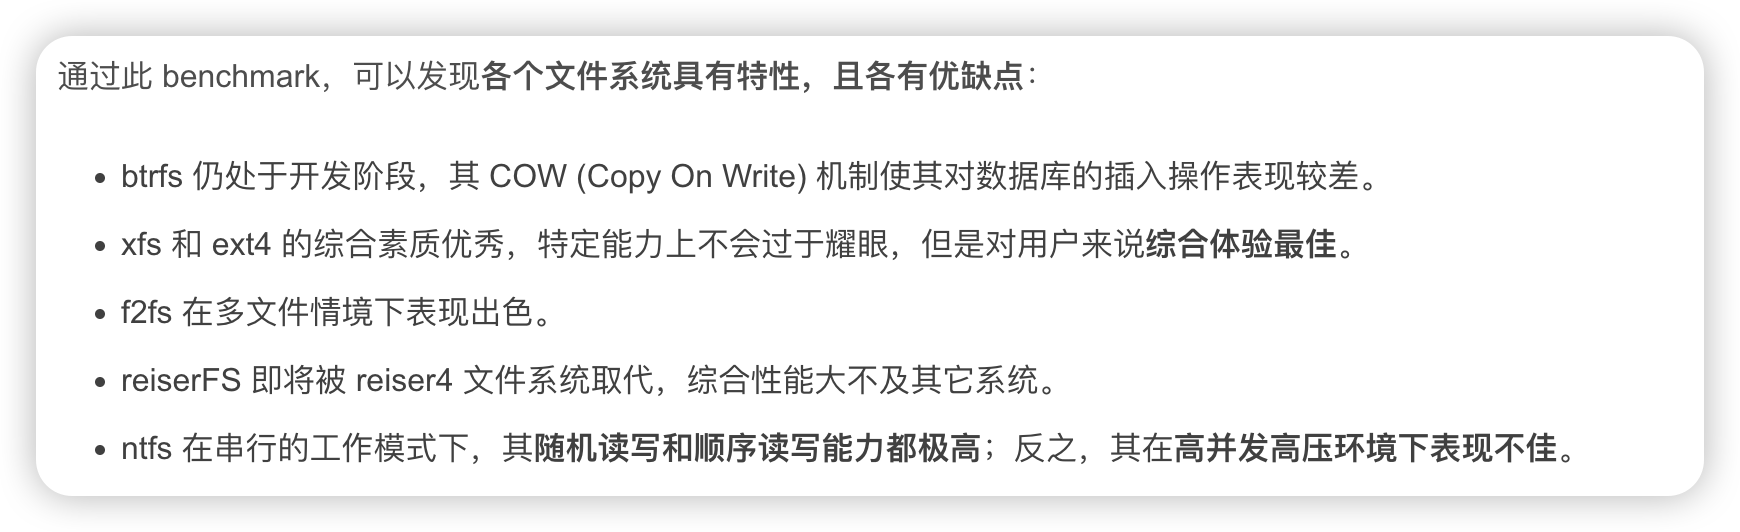 通过此 benchmark，可以发现各个文件系统具有特性，且各有优缺点：
• btrfs 仍处于开发阶段，其 COW (Copy On Write) 机制使其对数据库的插入操作表现较差。
• xfs 和 ext4 的综合素质优秀，特定能力上不会过于耀眼，但是对用户来说综合体验最佳。
• f2fs 在多文件情境下表现出色。
• reiserFS 即将被 reiser4 文件系统取代，综合性能大不及其它系统。
• ntfs 在串行的工作模式下，其随机读写和顺序读写能力都极高；反之，其在高并发高压环境下表现不佳。